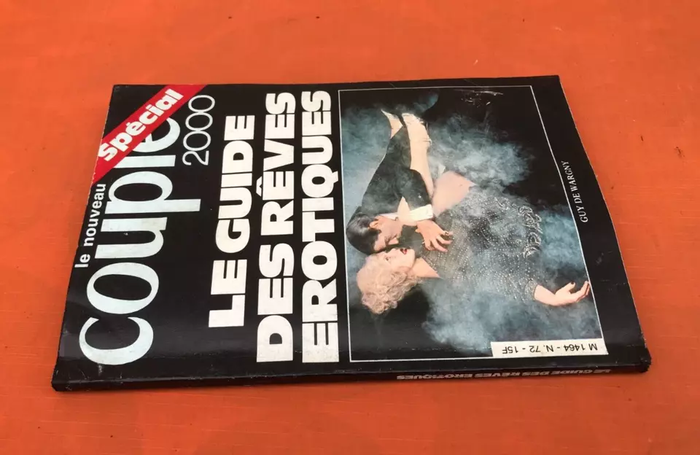 le nouveau
Spécial
couple
2000
LE GUIDE
DES RÊVES
EROTIQUES
GUY DE WARGNY
M 1464 - N. 72 - 15F
LE GUIDE DES RÊVES EROTIQUES